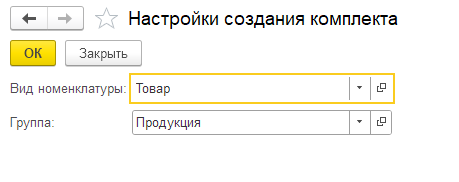 Настройки создания комплекта
ОК Закрыть
Вид номенклатуры: Товар
Группа: Продукция